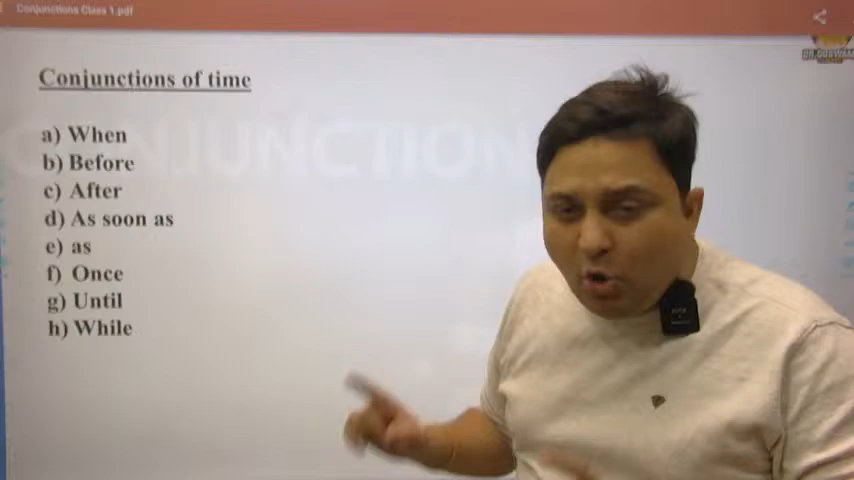 Conjunctions Class 1.pdf
Conjunctions of time
a) When
b) Before
c) After
d) As soon as
e) as
f) Once
g) Until
h) While